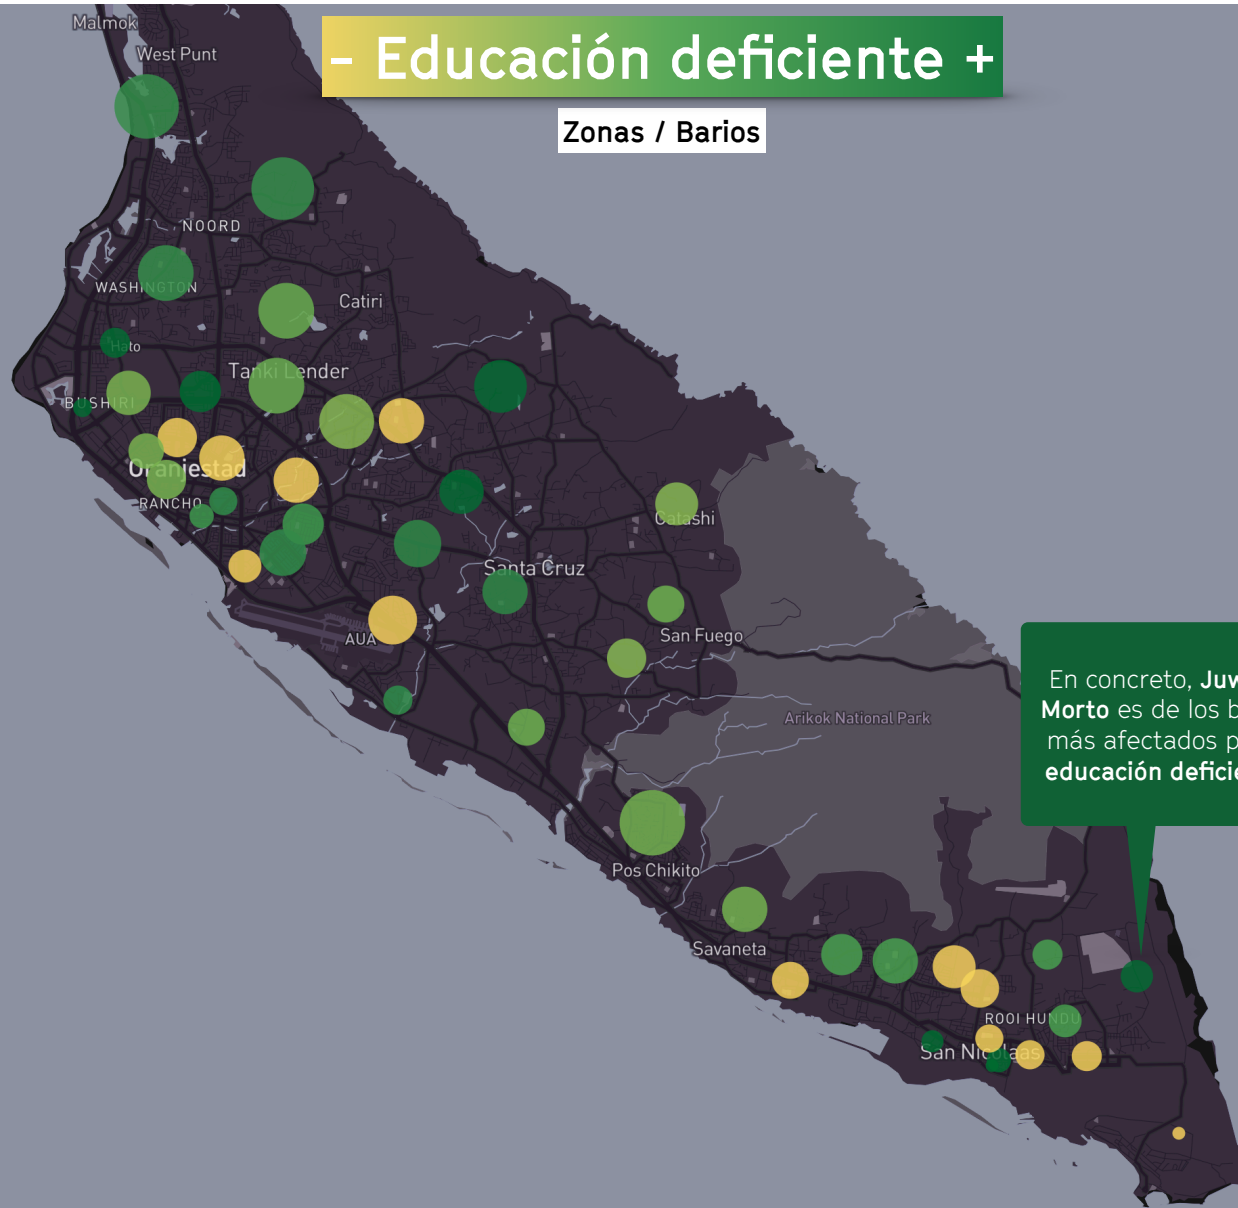 Malmok
West Punt
- Educación deficiente +
Zonas / Barios
NOORD
WASHINGTON
Catiri
Hato
Tanki Lender
BUSHIRI
Oranjestad
RANCHO
Catashi
Santa Cruz
AUA
San Fuego
Arikok National Park
En concreto,
Morto es de los
más afectados
educación
Pos Chikito
Savaneta
ROOI HUNDU
San Nicolaas